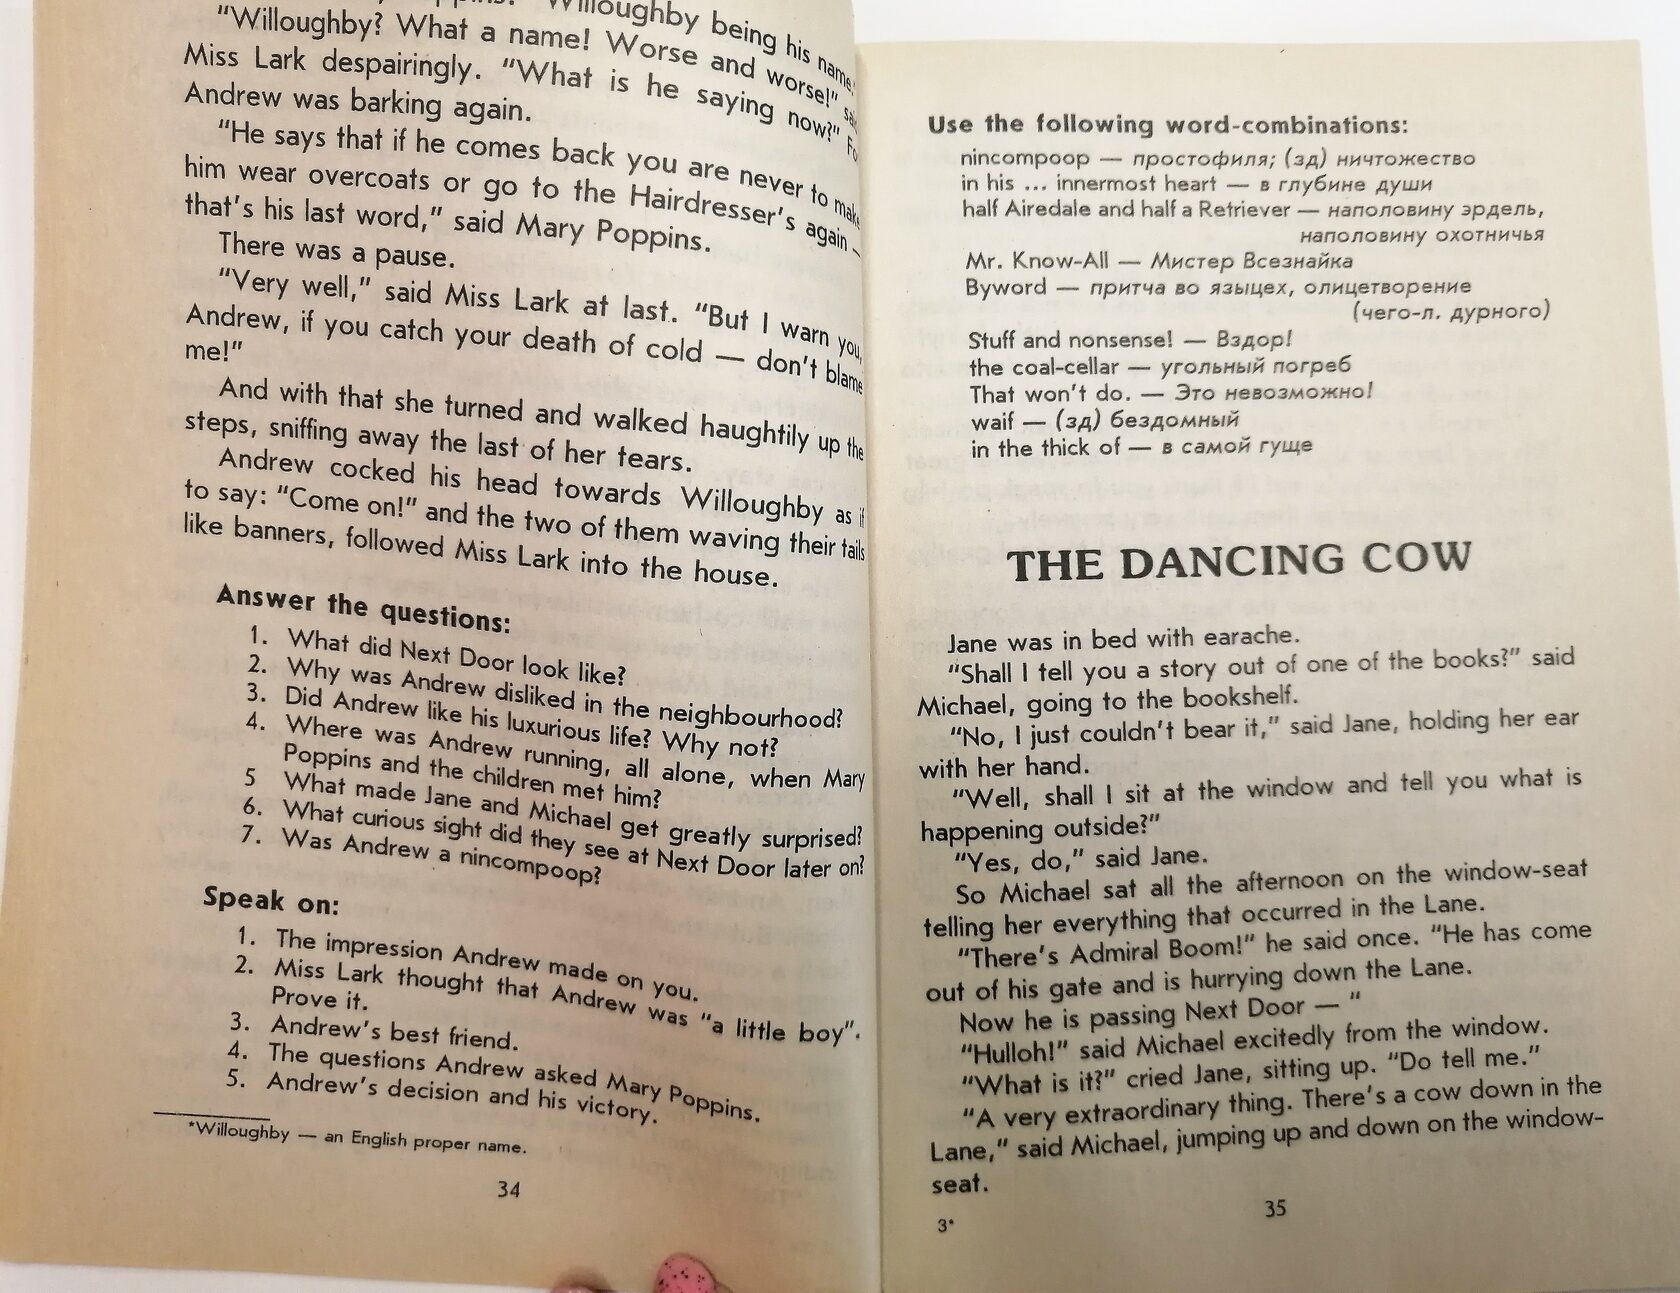 Willoughby being his name.
"Willoughby? What a name! Worse and worse!"
Miss Lark despairingly. "What is he saying now?"
Andrew was barking again.
"He says that if he comes back you are never to make
him wear overcoats or go to the Hairdresser's again –
that's his last word," said Mary Poppins.
There was a pause.
"Very well," said Miss Lark at last. "But I warn you,
Andrew, if you catch your death of cold — don't blame
me!"
And with that she turned and walked haughtily up the
steps, sniffing away the last of her tears.
Andrew cocked his head towards Willoughby as if
to say: "Come on!" and the two of them waving their tails
like banners, followed Miss Lark into the house.
Answer the questions:
1. What did Next Door look like?
2. Why was Andrew disliked in the neighbourhood?
3. Did Andrew like his luxurious life? Why not?
4. Where was Andrew running, all alone, when Mary
Poppins and the children met him?
5 What made Jane and Michael get greatly surprised?
6. What curious sight did they see at Next Door later on?
7. Was Andrew a nincompoop?
Speak on:
1. The impression Andrew made on you.
2. Miss Lark thought that Andrew was "a little boy".
Prove it.
3. Andrew's best friend.
4. The questions Andrew asked Mary Poppins.
5. Andrew's decision and his victory.
*Willoughby — an English proper name.
34
Use the following word-combinations:
nincompoop — простофиля; (зд) ничтожество
in his ... innermost heart — в глубине души
half Airedale and half a Retriever — наполовину эрдель,
наполовину охотничья
Mr. Know-All — Мистер Всезнайка
Byword — притча во языцех, олицетворение
(чего-л. дурного)
Stuff and nonsense! — Вздор!
the coal-cellar — угольный погреб
That won't do. — Это невозможно!
waif — (зд) бездомный
in the thick of — в самой гуще
THE DANCING COW
Jane was in bed with earache.
"Shall I tell you a story out of one of the books?" said
Michael, going to the bookshelf.
"No, I just couldn't bear it," said Jane, holding her ear
with her hand.
"Well, shall I sit at the window and tell you what is
happening outside?"
"Yes, do," said Jane.
So Michael sat all the afternoon on the window-seat
telling her everything that occurred in the Lane.
"There's Admiral Boom!" he said once. "He has come
out of his gate and is hurrying down the Lane.
Now he is passing Next Door — "
"Hulloh!" said Michael excitedly from the window.
"What is it?" cried Jane, sitting up. "Do tell me."
"A very extraordinary thing. There's a cow down in the
Lane," said Michael, jumping up and down on the window-
seat.
3*
35